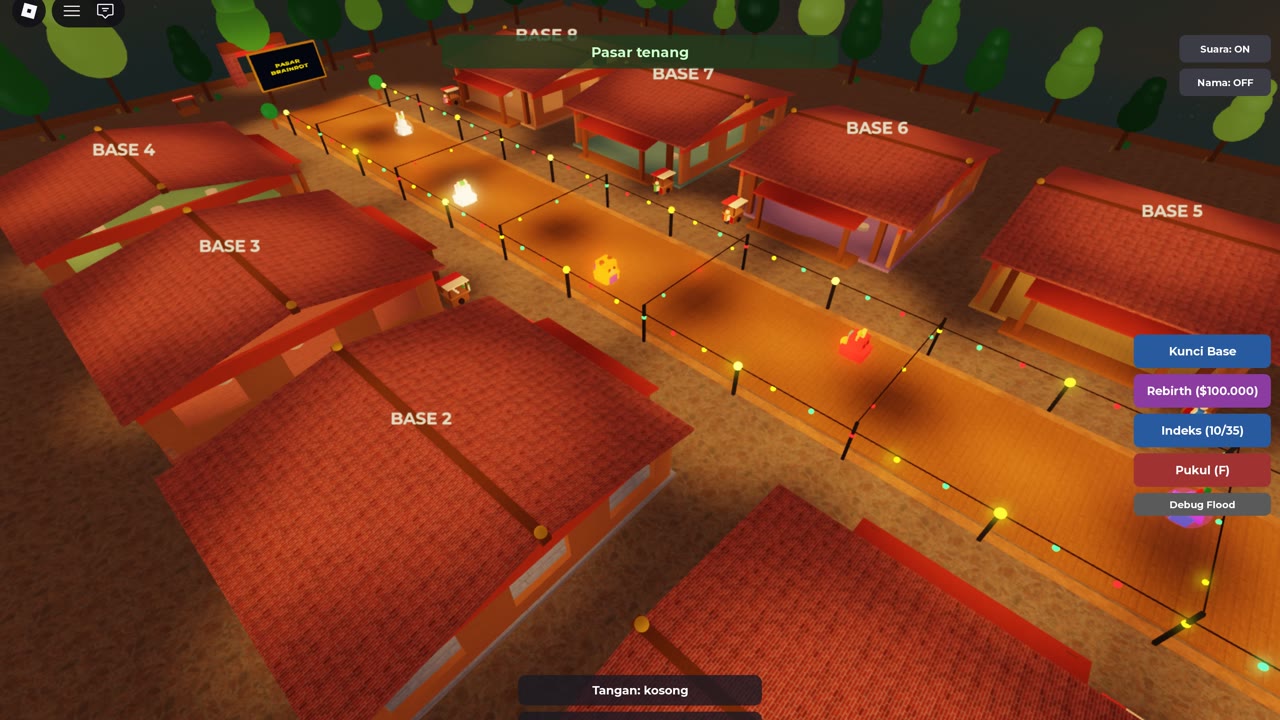 BASE 8
Pasar tenang
Suara: ON
PASAR
BRAINROT
BASE 7
Nama: OFF
BASE 6
BASE 4
BASE 5
BASE 3
Kunci Base
Rebirth ($100.000)
BASE 2
Indeks (10/35)
Pukul (F)
Debug Flood
Tangan: kosong